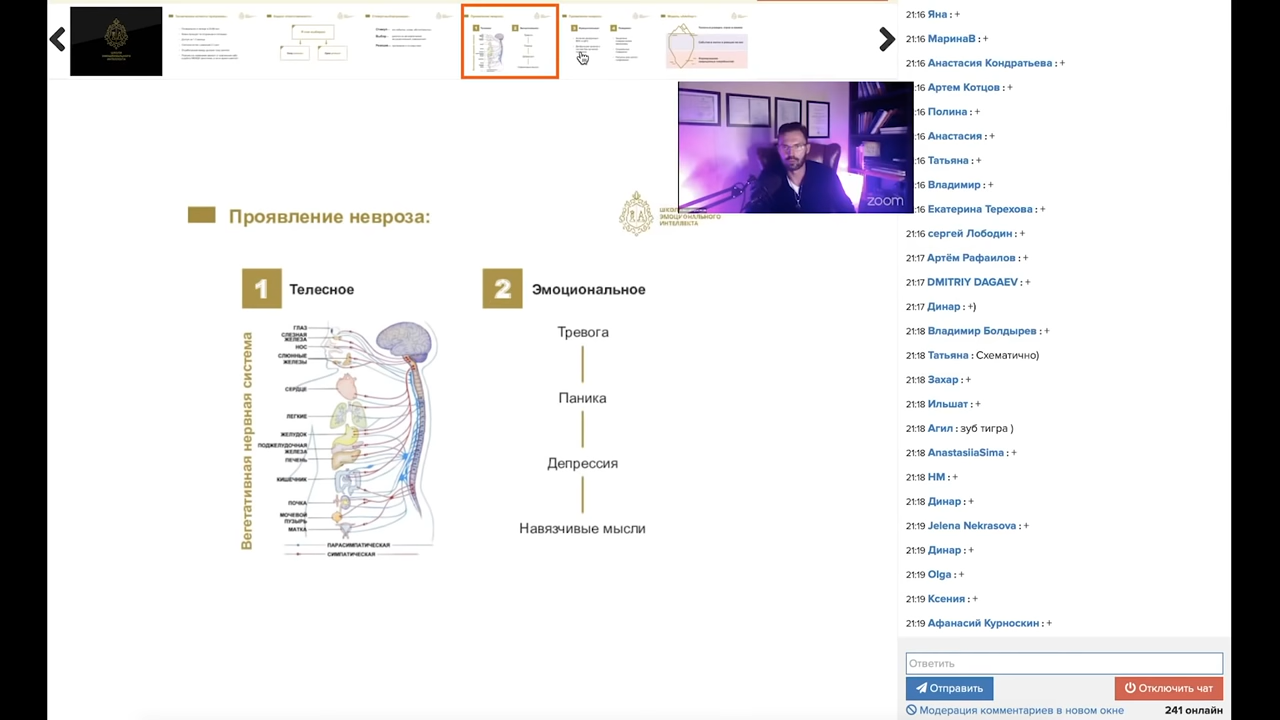 zoom
Проявление невроза:
ШКОЛА
ЭМОЦИОНАЛЬНОГО
ИНТЕЛЛЕКТА
1 Телесное
2 Эмоциональное
Вегетативная нервная система
ГЛАЗ
СЛЕЗНАЯ
ЖЕЛЕЗА
НОС
СЛЮННЫЕ
ЖЕЛЕЗЫ
СЕРДЦЕ
ЛЕГКИЕ
ЖЕЛУДОК
ПОДЖЕЛУДОЧНАЯ
ЖЕЛЕЗА
ПЕЧЕНЬ
КИШЕЧНИК
ПОЧКА
МОЧЕВОЙ
ПУЗЫРЬ
МАТКА
ПАРАСИМПАТИЧЕСКАЯ
СИМПАТИЧЕСКАЯ
Тревога
Паника
Депрессия
Навязчивые мысли
21:16 Яна : +
21:16 МаринаВ : +
21:16 Анастасия Кондратьева : +
:16 Артем Котцов : +
:16 Полина : +
:16 Анастасия : +
:16 Татьяна : +
:16 Владимир : +
:16 Екатерина Терехова : +
21:16 сергей Лободин : +
21:17 Артём Рафаилов : +
21:17 DMITRIY DAGAEV : +
21:17 Динар : +)
21:18 Владимир Болдырев : +
21:18 Татьяна : Схематично)
21:18 Захар : +
21:18 Ильшат : +
21:18 Агил : зуб тигра )
21:18 AnastasiiaSima : +
21:18 НМ : +
21:18 Динар : +
21:19 Jelena Nekrasova : +
21:19 Динар : +
21:19 Olga : +
21:19 Ксения : +
21:19 Афанасий Курноскин : +
Ответить
Отправить
Отключить чат
Модерация комментариев в новом окне
241 онлайн